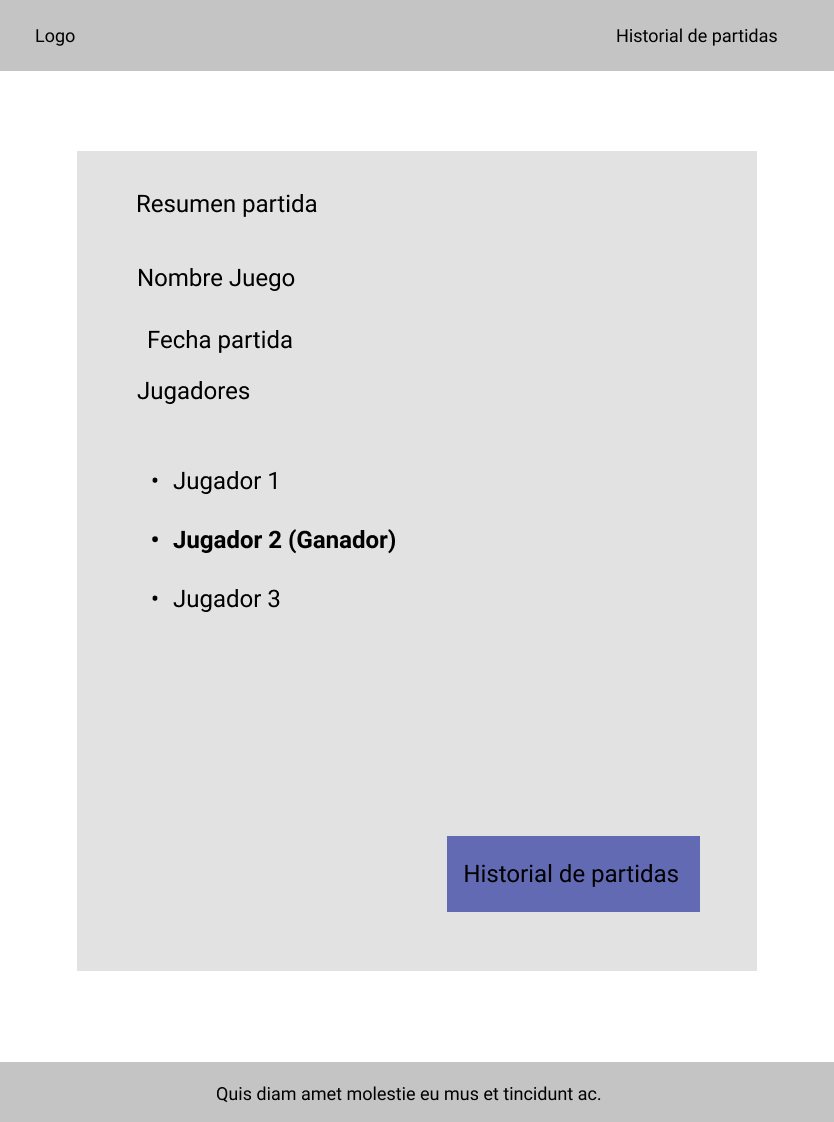 Logo
Historial de partidas
Resumen partida
Nombre Juego
Fecha partida
Jugadores
• Jugador 1
• Jugador 2 (Ganador)
• Jugador 3
Historial de partidas
Quis diam amet molestie eu mus et tincidunt ac.